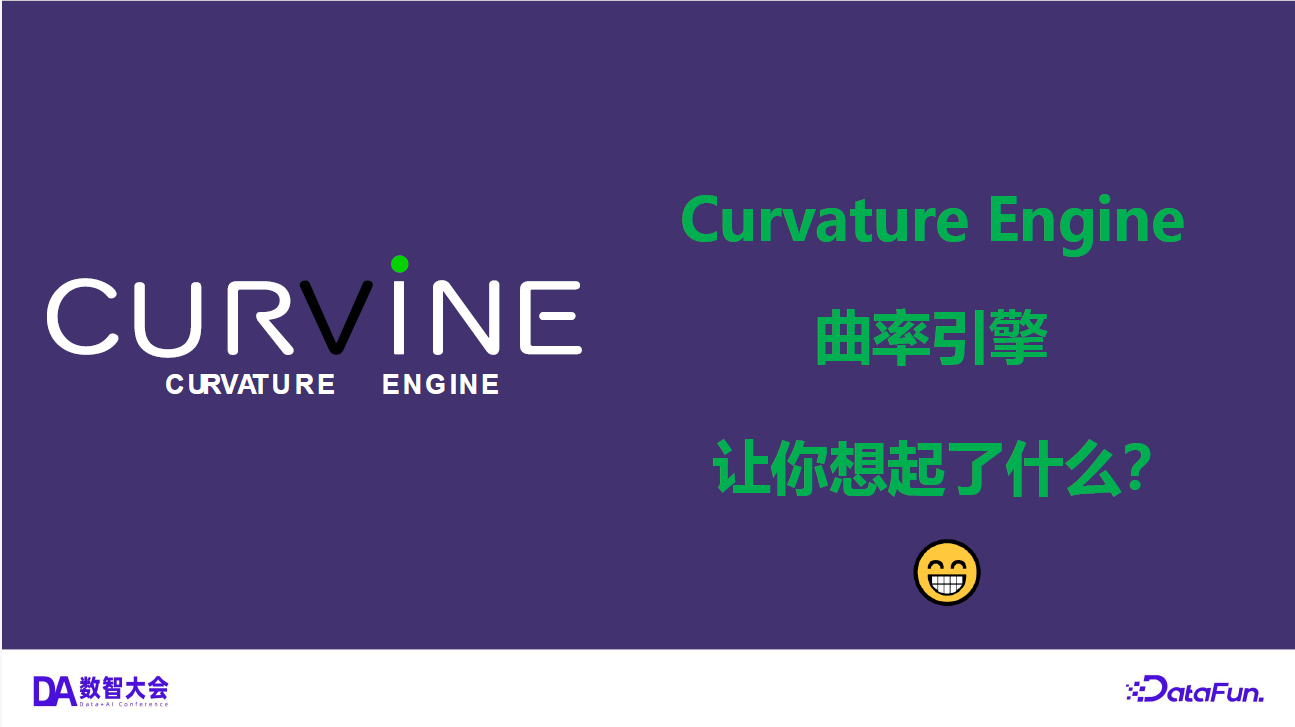 CURViNE
CURVATURE ENGINE
Curvature Engine
曲率引擎
让你想起了什么?
DA 数智大会
Data+AI Conference
DataFun.